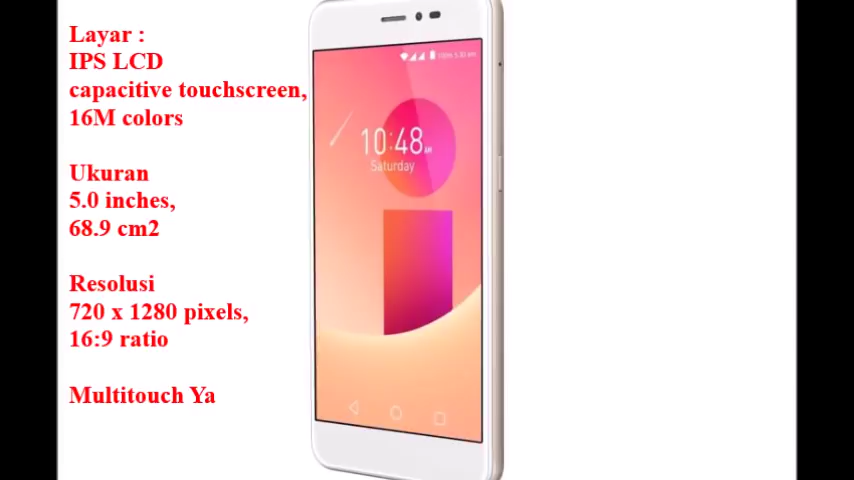 Layar :
IPS LCD
capacitive touchscreen,
16M colors
Ukuran
5.0 inches,
68.9 cm2
Resolusi
720 x 1280 pixels,
16:9 ratio
Multitouch Ya
10:48 AM
Saturday